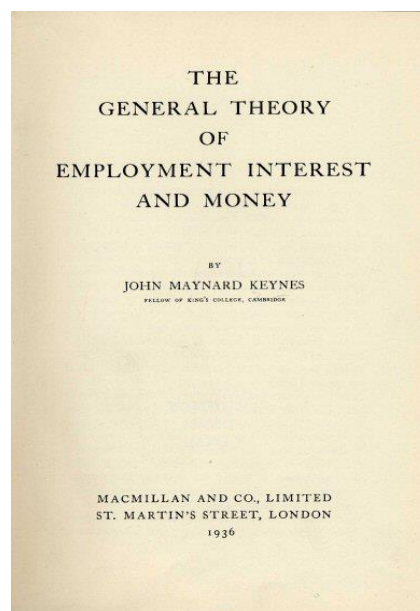 THE
GENERAL THEORY
OF
EMPLOYMENT INTEREST
AND MONEY
BY
JOHN MAYNARD KEYNES
FELLOW OF KING'S COLLEGE, CAMBRIDGE
MACMILLAN AND CO., LIMITED
ST. MARTIN'S STREET, LONDON
1936